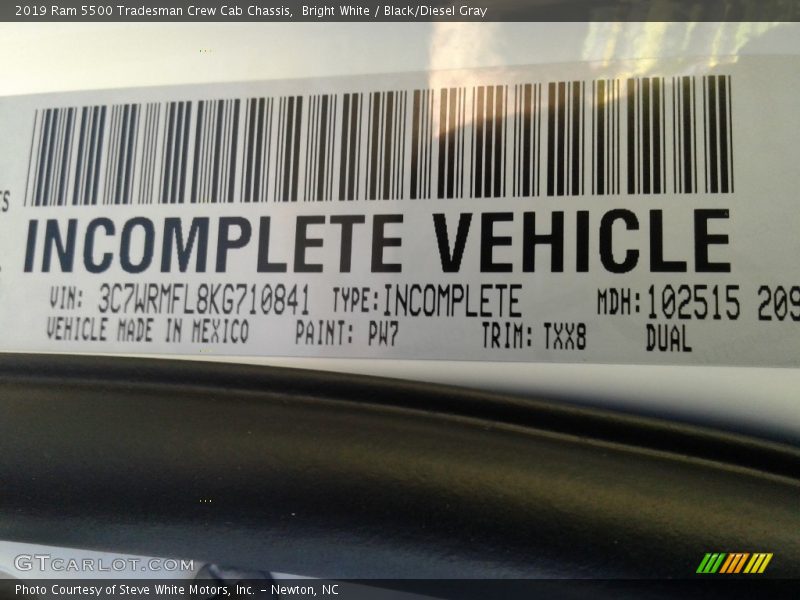 2019 Ram 5500 Tradesman Crew Cab Chassis, Bright White / Black/Diesel Gray
INCOMPLETE VEHICLE
VIN: 3C7WRMFL8KG710841 TYPE: INCOMPLETE MDH: 102515 209
VEHICLE MADE IN MEXICO PAINT: PW7 TRIM: TXX8 DUAL
GTCARLOT.COM
Photo Courtesy of Steve White Motors, Inc. – Newton, NC